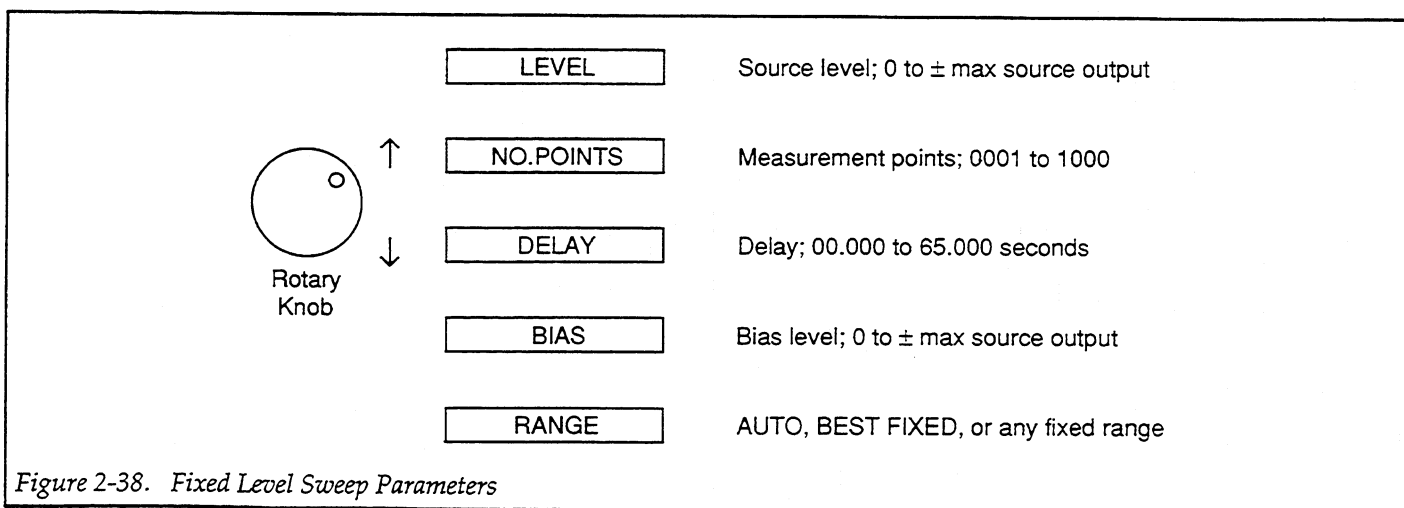 LEVEL Source level; 0 to ± max source output
↑ NO.POINTS Measurement points; 0001 to 1000
↓ DELAY Delay; 00.000 to 65.000 seconds
Rotary
Knob
BIAS Bias level; 0 to ± max source output
RANGE AUTO, BEST FIXED, or any fixed range
Figure 2-38. Fixed Level Sweep Parameters